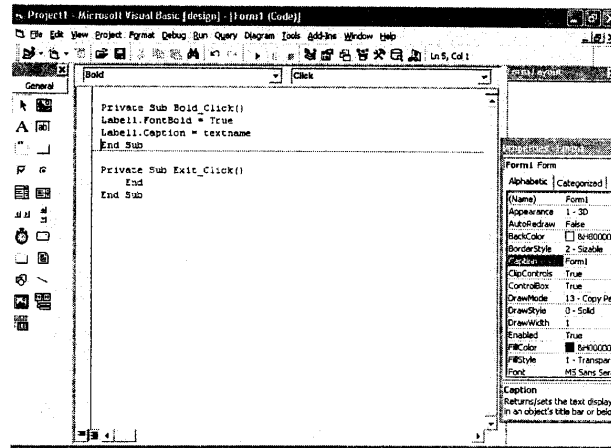 Project1 - Microsoft Visual Basic [design] - [Form1 (Code)]
File Edit View Project Format Debug Run Query Diagram Tools Add-Ins Window Help
Ln 5, Col 1
General
Bold
Click
Private Sub Bold_Click()
Label1.FontBold = True
Label1.Caption = textname
End Sub
Private Sub Exit_Click()
End
End Sub
Form1 Form
Alphabetic Categorized
(Name) Form1
Appearance 1 - 3D
AutoRedraw False
BackColor &H80000
BorderStyle 2 - Sizable
Caption Form1
ClipControls True
ControlBox True
DrawMode 13 - Copy Pe
DrawStyle 0 - Solid
DrawWidth 1
Enabled True
FillColor &H00000
FillStyle 1 - Transpar
Font MS Sans Ser
Caption
Returns/sets the text display
in an object's title bar or belo